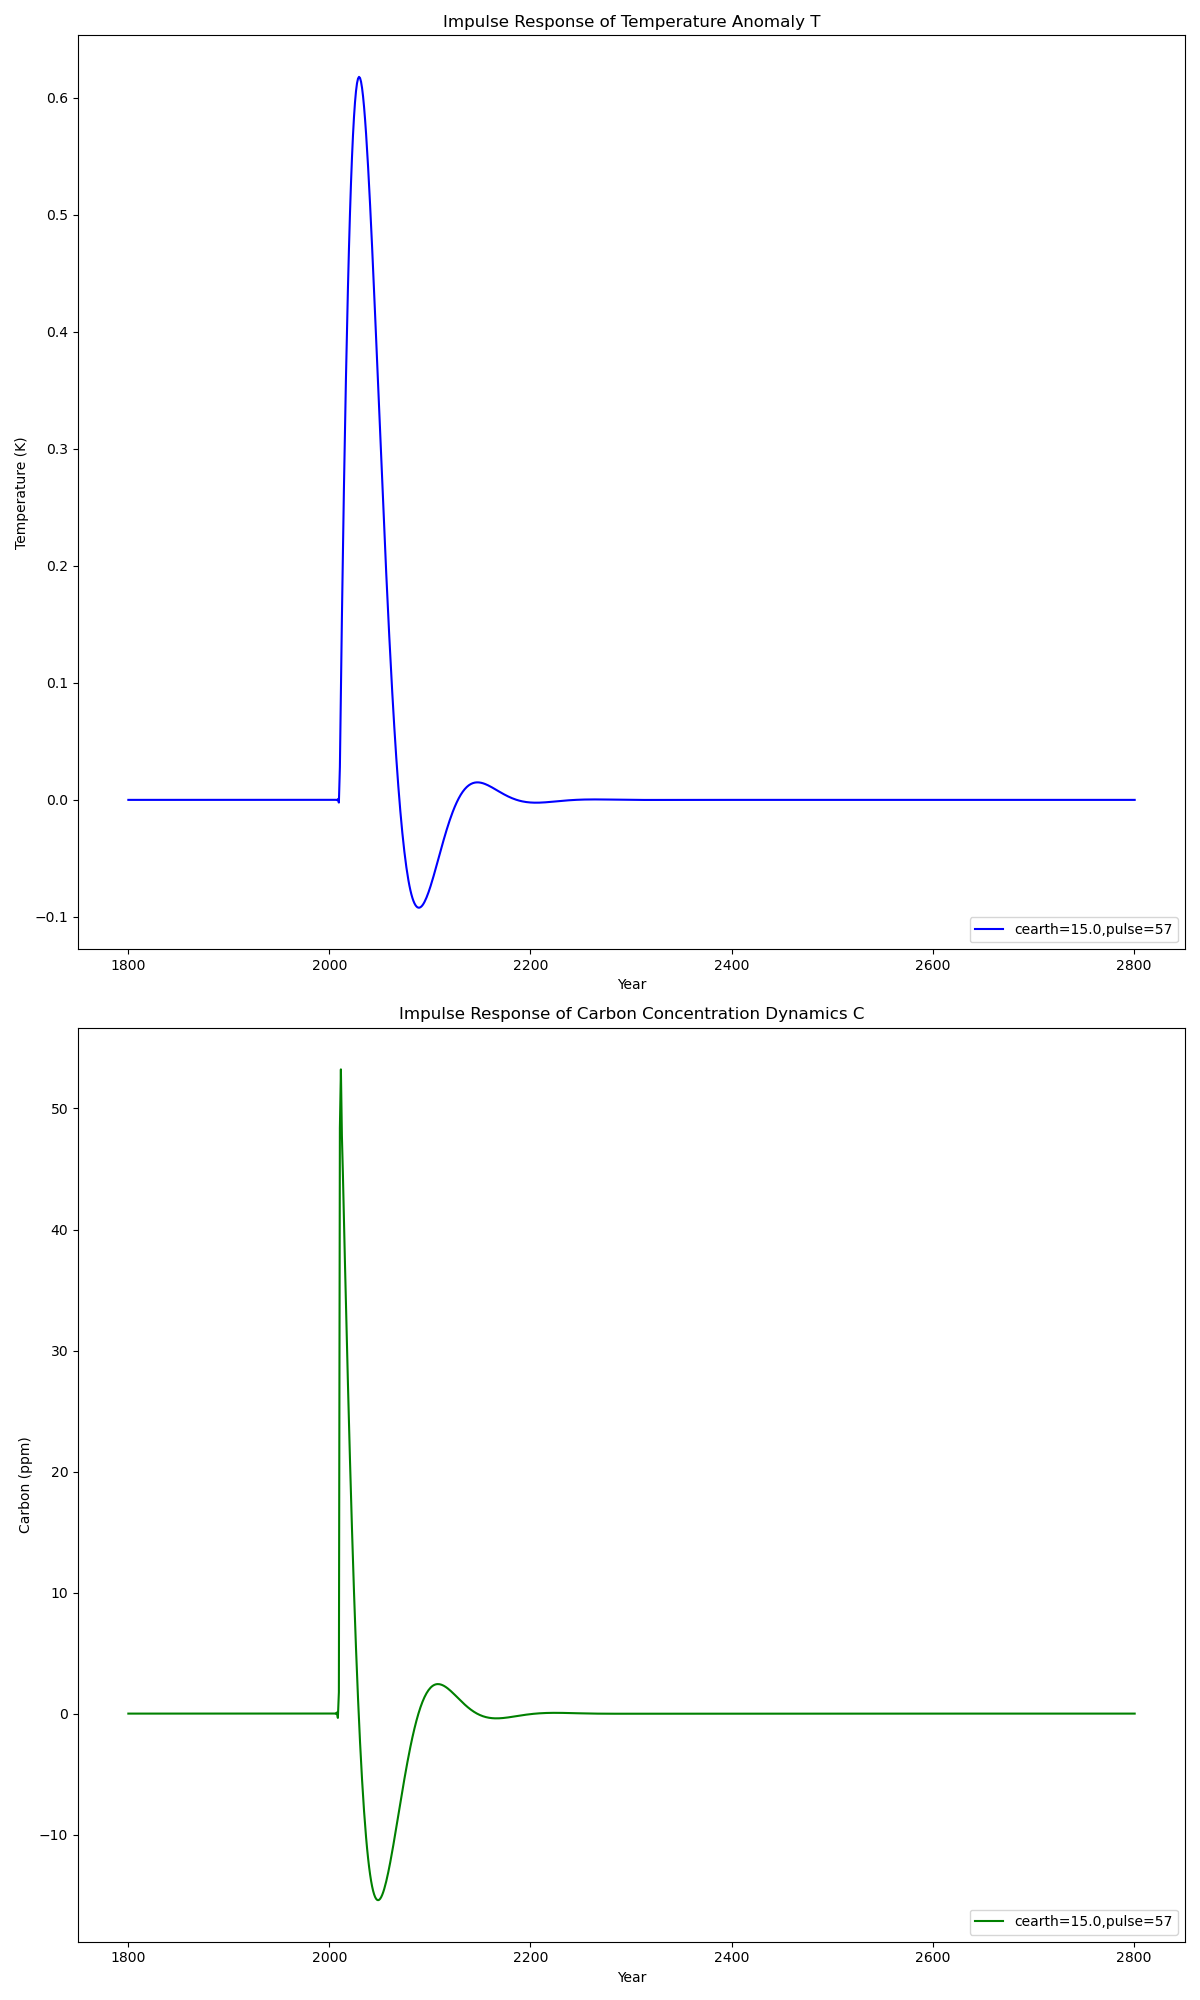 Impulse Response of Temperature Anomaly T
Temperature (K)
0.6
0.5
0.4
0.3
0.2
0.1
0.0
−0.1
cearth=15.0,pulse=57
1800 2000 2200 2400 2600 2800
Year
Impulse Response of Carbon Concentration Dynamics C
Carbon (ppm)
50
40
30
20
10
0
−10
cearth=15.0,pulse=57
1800 2000 2200 2400 2600 2800
Year